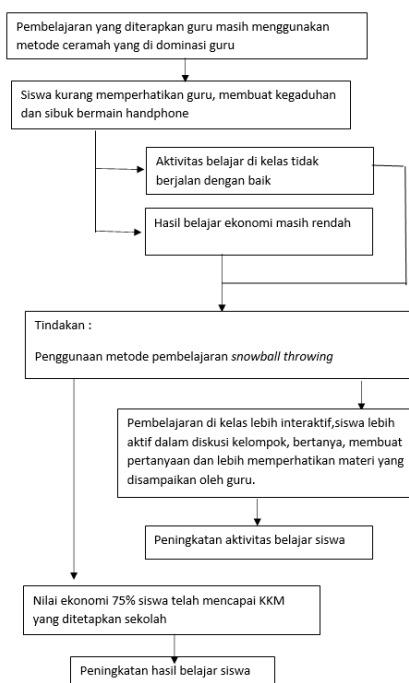 Pembelajaran yang diterapkan guru masih menggunakan
metode ceramah yang di dominasi guru
Siswa kurang memperhatikan guru, membuat kegaduhan
dan sibuk bermain handphone
Aktivitas belajar di kelas tidak
berjalan dengan baik
Hasil belajar ekonomi masih rendah
Tindakan :
Penggunaan metode pembelajaran snowball throwing
Pembelajaran di kelas lebih interaktif,siswa lebih
aktif dalam diskusi kelompok, bertanya, membuat
pertanyaan dan lebih memperhatikan materi yang
disampaikan oleh guru.
Peningkatan aktivitas belajar siswa
Nilai ekonomi 75% siswa telah mencapai KKM
yang ditetapkan sekolah
Peningkatan hasil belajar siswa